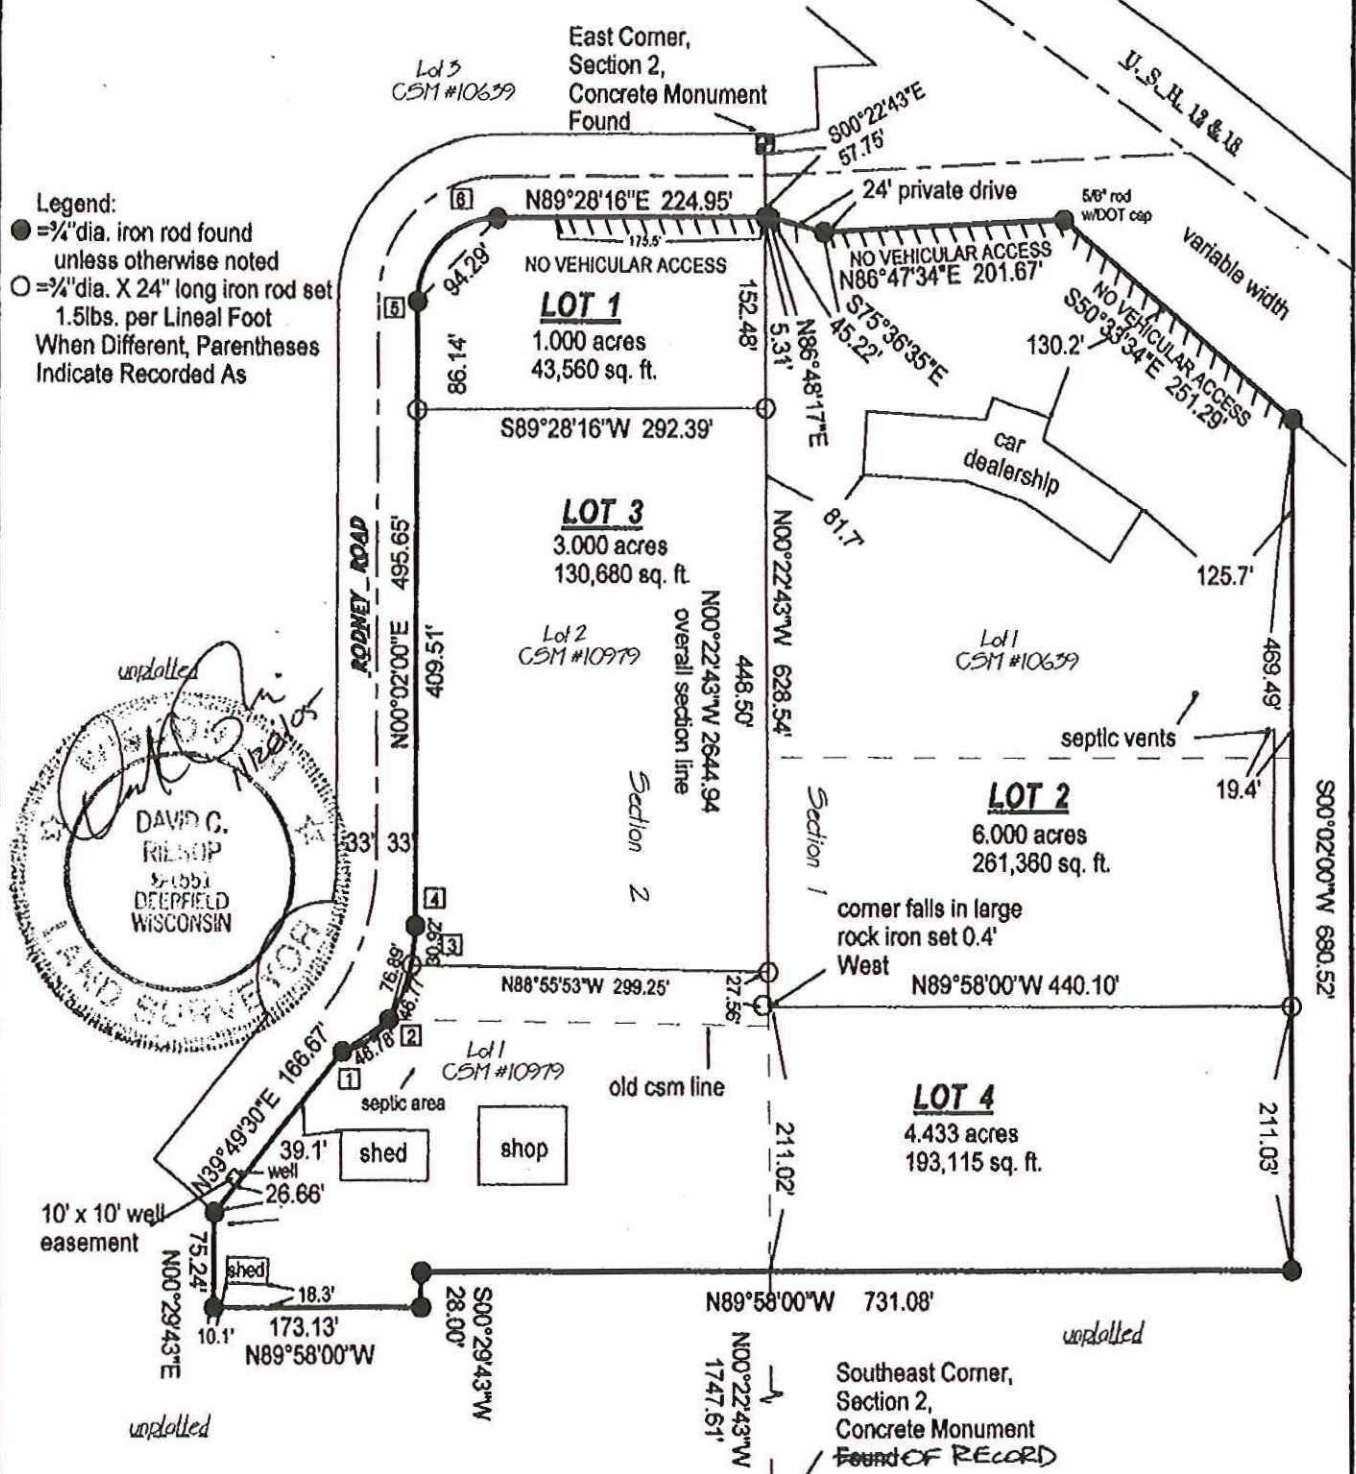 East Corner,
Section 2,
Concrete Monument
Found
Lot 3
CSM #10639
U.S.H. 12 & 18
S00°22'43"E
57.75'
Legend:
=¾"dia. iron rod found
unless otherwise noted
=¾"dia. X 24" long iron rod set
1.5lbs. per Lineal Foot
When Different, Parentheses
Indicate Recorded As
6
N89°28'16"E 224.95'
24' private drive
5/8" rod
w/DOT cap
variable width
175.5'
NO VEHICULAR ACCESS
NO VEHICULAR ACCESS
N86°47'34"E 201.67'
NO VEHICULAR ACCESS
S50°33'34"E 251.29'
94.29'
5
LOT 1
1.000 acres
43,560 sq. ft.
152.48'
5.31'
N86°48'17"E
45.22'
S75°36'35"E
130.2'
86.14'
S89°28'16"W 292.39'
car
dealership
81.7'
125.7'
LOT 3
3.000 acres
130,680 sq. ft.
RODNEY ROAD
N00°02'00"E 495.65'
409.51'
Lot 2
CSM #10979
N00°22'43"W 2644.94
overall section line
448.50'
N00°22'43"W 628.54'
Lot 1
CSM #10639
469.49'
septic vents
19.4'
unplatted
DAVID C.
RIESOP
DEERFIELD
WISCONSIN
LAND SURVEYOR
33' 33'
Section 2
Section 1
LOT 2
6.000 acres
261,360 sq. ft.
S00°02'00"W 680.52'
corner falls in large
rock iron set 0.4'
West
4
30.92'
3
76.89'
46.77'
2
N88°55'53"W 299.25'
27.56'
N89°58'00"W 440.10'
48.78'
1
Lot 1
CSM #10979
septic area
old csm line
N39°49'30"E 166.67'
39.1'
shed
shop
well
26.66'
LOT 4
4.433 acres
193,115 sq. ft.
211.02'
211.03'
10' x 10' well
easement
75.24'
N00°29'43"E
shed
18.3'
10.1'
173.13'
N89°58'00"W
S00°29'43"W
28.00'
N89°58'00"W 731.08'
unplatted
unplatted
N00°22'43"W
1747.61'
Southeast Corner,
Section 2,
Concrete Monument
Found OF RECORD